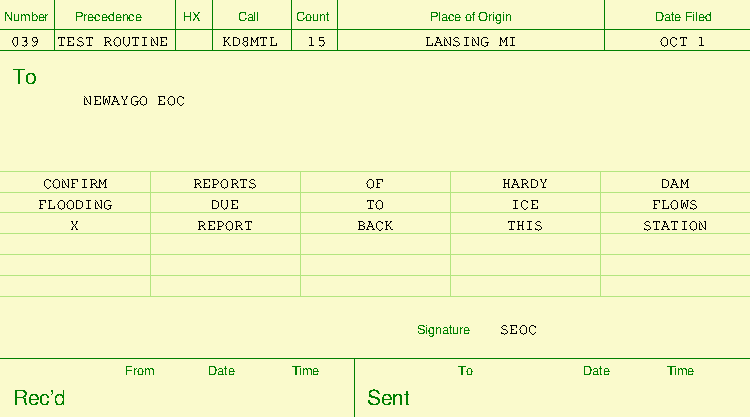 Number Precedence HX Call Count Place of Origin Date Filed
039 TEST ROUTINE KD8MTL 15 LANSING MI OCT 1
To
NEWAYGO EOC
CONFIRM REPORTS OF HARDY DAM
FLOODING DUE TO ICE FLOWS
X REPORT BACK THIS STATION
Signature SEOC
From Date Time To Date Time
Rec'd Sent